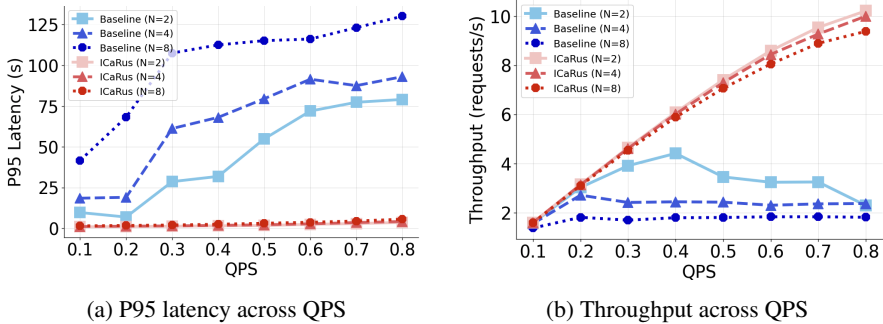 P95 Latency (s)
125
100
75
50
25
0
Baseline (N=2)
Baseline (N=4)
Baseline (N=8)
ICaRus (N=2)
ICaRus (N=4)
ICaRus (N=8)
0.1 0.2 0.3 0.4 0.5 0.6 0.7 0.8
QPS
(a) P95 latency across QPS
Throughput (requests/s)
10
8
6
4
2
Baseline (N=2)
Baseline (N=4)
Baseline (N=8)
ICaRus (N=2)
ICaRus (N=4)
ICaRus (N=8)
0.1 0.2 0.3 0.4 0.5 0.6 0.7 0.8
QPS
(b) Throughput across QPS